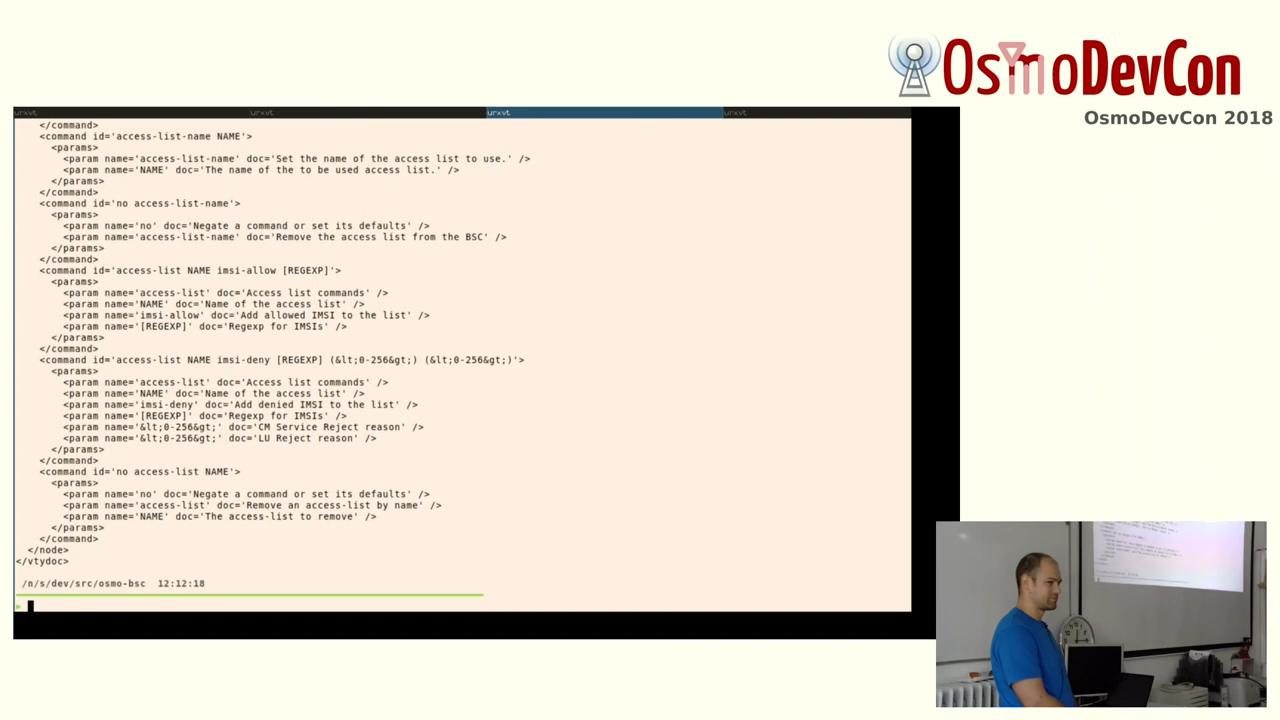 OsmoDevCon
OsmoDevCon 2018
urxvt urxvt urxvt urxvt
</command>
<command id='access-list-name NAME'>
<params>
<param name='access-list-name' doc='Set the name of the access list to use.' />
<param name='NAME' doc='The name of the to be used access list.' />
</params>
</command>
<command id='no access-list-name'>
<params>
<param name='no' doc='Negate a command or set its defaults' />
<param name='access-list-name' doc='Remove the access list from the BSC' />
</params>
</command>
<command id='access-list NAME imsi-allow [REGEXP]'>
<params>
<param name='access-list' doc='Access list commands' />
<param name='NAME' doc='Name of the access list' />
<param name='imsi-allow' doc='Add allowed IMSI to the list' />
<param name='[REGEXP]' doc='Regexp for IMSIs' />
</params>
</command>
<command id='access-list NAME imsi-deny [REGEXP] (&lt;0-256&gt;) (&lt;0-256&gt;)'>
<params>
<param name='access-list' doc='Access list commands' />
<param name='NAME' doc='Name of the access list' />
<param name='imsi-deny' doc='Add denied IMSI to the list' />
<param name='[REGEXP]' doc='Regexp for IMSIs' />
<param name='&lt;0-256&gt;' doc='CM Service Reject reason' />
<param name='&lt;0-256&gt;' doc='LU Reject reason' />
</params>
</command>
<command id='no access-list NAME'>
<params>
<param name='no' doc='Negate a command or set its defaults' />
<param name='access-list' doc='Remove an access-list by name' />
<param name='NAME' doc='The access-list to remove' />
</params>
</command>
</node>
</vtydoc>
/n/s/dev/src/osmo-bsc 12:12:18